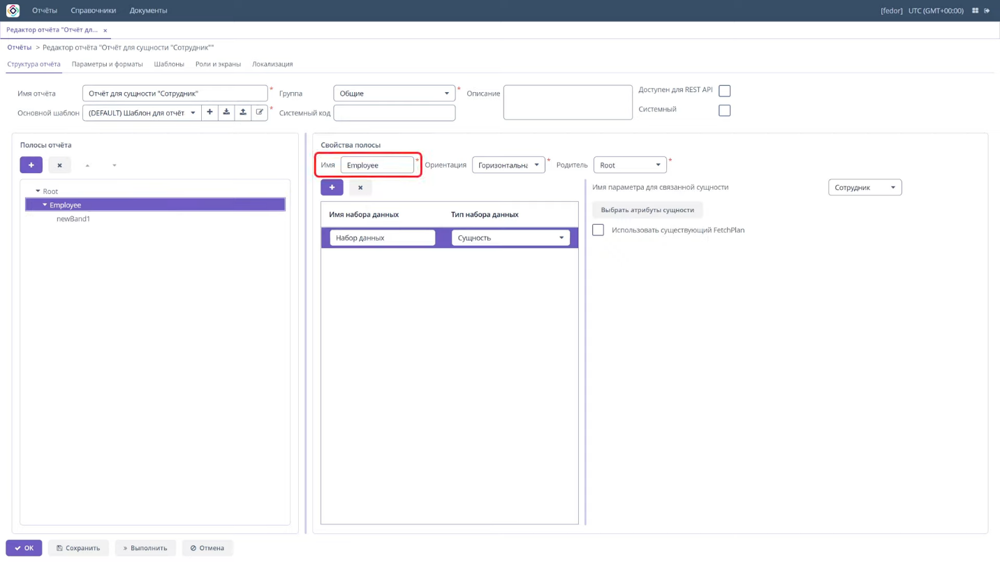 Отчёты Справочники Документы [fedor] UTC (GMT+00:00)
Редактор отчёта "Отчёт дл... ×
Отчёты > Редактор отчёта "Отчёт для сущности "Сотрудник""
Структура отчёта Параметры и форматы Шаблоны Роли и экраны Локализация
Имя отчёта Отчёт для сущности "Сотрудник" * Группа Общие * Описание Доступен для REST API
Основной шаблон (DEFAULT) Шаблон для отчёт * Системный код Системный
Полосы отчёта
Root
Employee
newBand1
Свойства полосы
Имя Employee * Ориентация Горизонтальна * Родитель Root *
Имя набора данных Тип набора данных
Набор данных Сущность
Имя параметра для связанной сущности Сотрудник
Выбрать атрибуты сущности
Использовать существующий FetchPlan
ОК Сохранить Выполнить Отмена